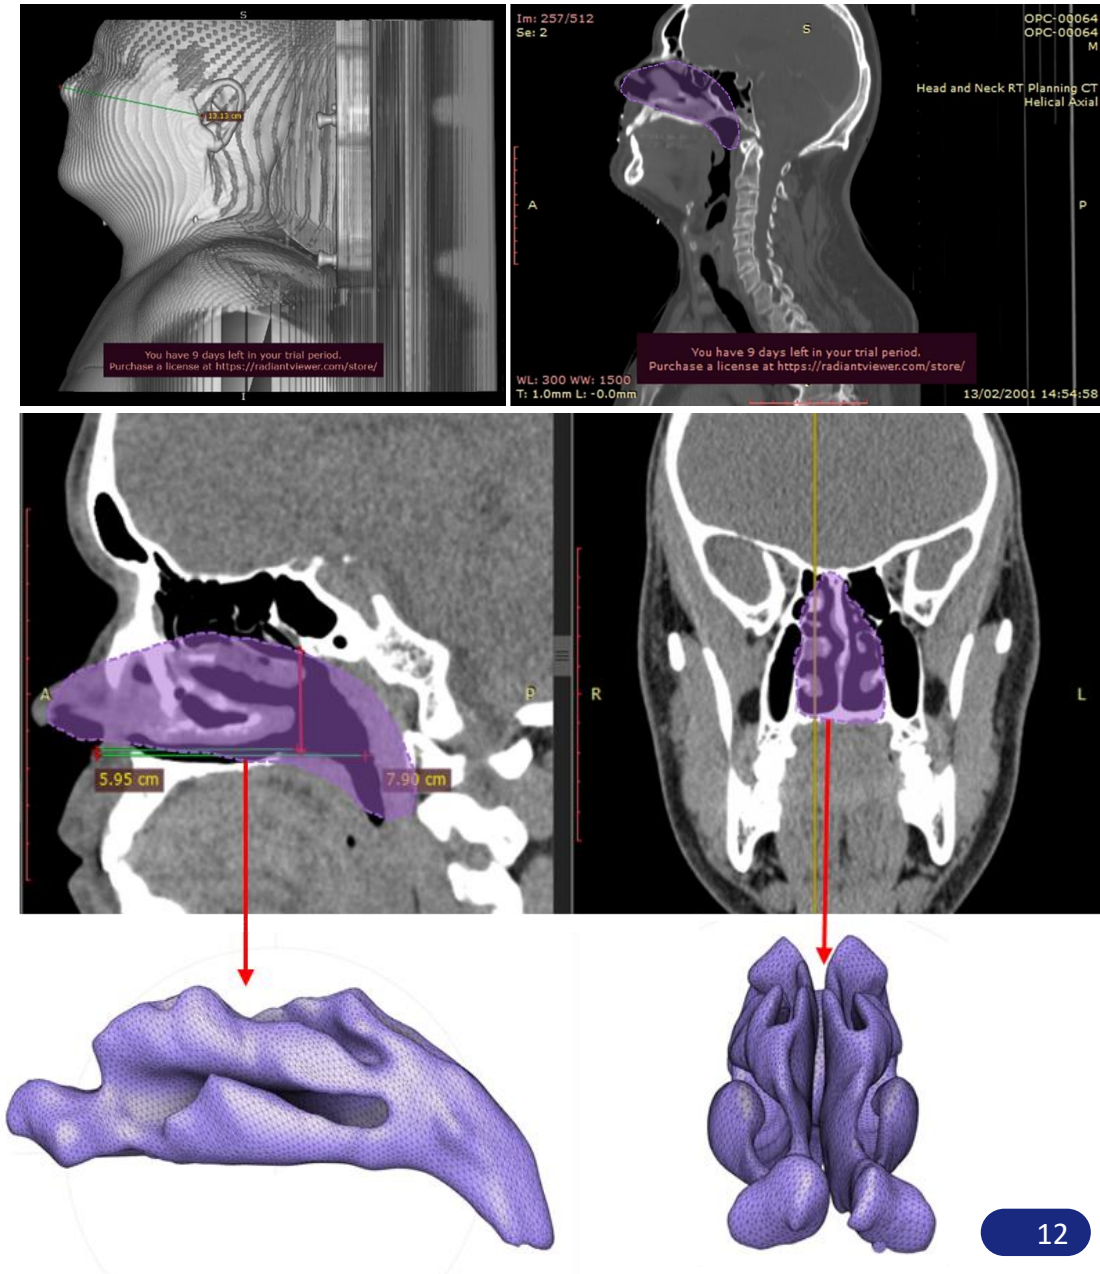 S
13.13 cm
You have 9 days left in your trial period.
Purchase a license at https://radiantviewer.com/store/
I
Im: 257/512
Se: 2
S
OPC-00064
OPC-00064
M
Head and Neck RT Planning CT
Helical Axial
A
P
You have 9 days left in your trial period.
Purchase a license at https://radiantviewer.com/store/
WL: 300 WW: 1500
T: 1.0mm L: -0.0mm
13/02/2001 14:54:58
A
P
5.95 cm
7.90 cm
R
L
12